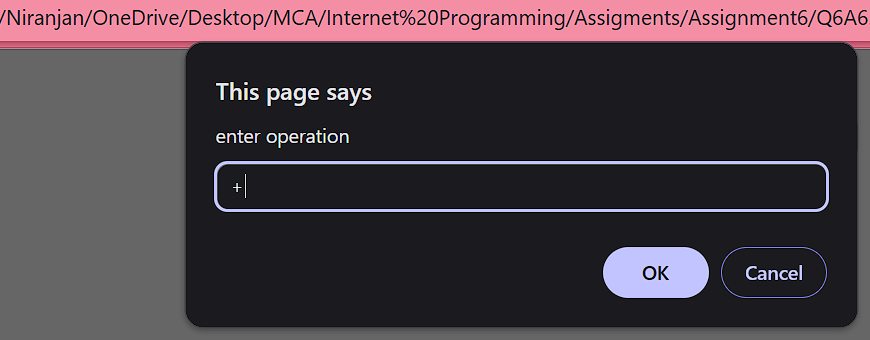 /Niranjan/OneDrive/Desktop/MCA/Internet%20Programming/Assigments/Assignment6/Q6A6
This page says
enter operation
+
OK Cancel